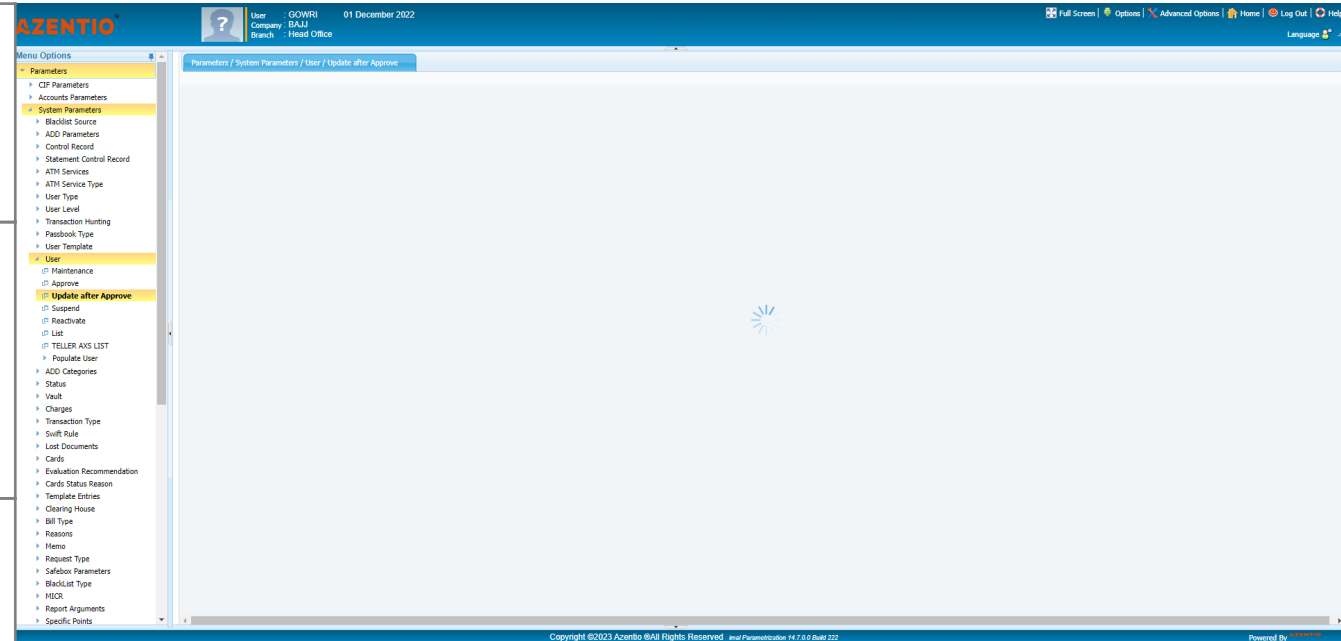 AZENTIO
User : GOWRI 01 December 2022
Company : BAJJ
Branch : Head Office
Full Screen | Options | Advanced Options | Home | Log Out | Help
Language
Menu Options
Parameters / System Parameters / User / Update after Approve
Parameters
CIF Parameters
Accounts Parameters
System Parameters
Blacklist Source
ADD Parameters
Control Record
Statement Control Record
ATM Services
ATM Service Type
User Type
User Level
Transaction Hunting
Passbook Type
User Template
User
Maintenance
Approve
Update after Approve
Suspend
Reactivate
List
TELLER AXS LIST
Populate User
ADD Categories
Status
Vault
Charges
Transaction Type
Swift Rule
Lost Documents
Cards
Evaluation Recommendation
Cards Status Reason
Template Entries
Clearing House
Bill Type
Reasons
Memo
Request Type
Safebox Parameters
BlackList Type
MICR
Report Arguments
Specific Points
Copyright ©2023 Azentio ®All Rights Reserved imal Parametrization 14.7.0.0 Build 222
Powered By AZENTIO